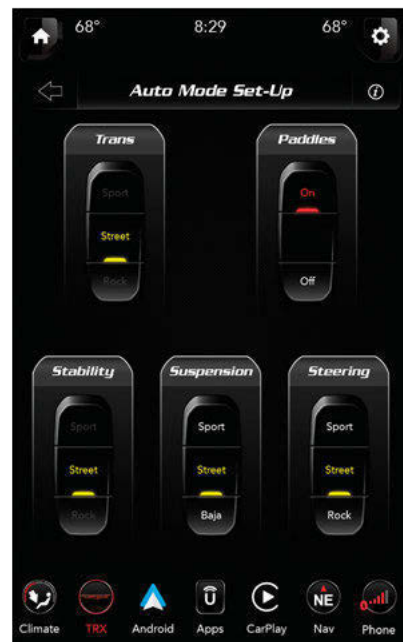 68° 8:29 68°
Auto Mode Set-Up
Trans
Sport
Street
Rock
Paddles
On
Off
Stability
Sport
Street
Rock
Suspension
Sport
Street
Baja
Steering
Sport
Street
Rock
NE
Climate TRX Android Apps CarPlay Nav Phone